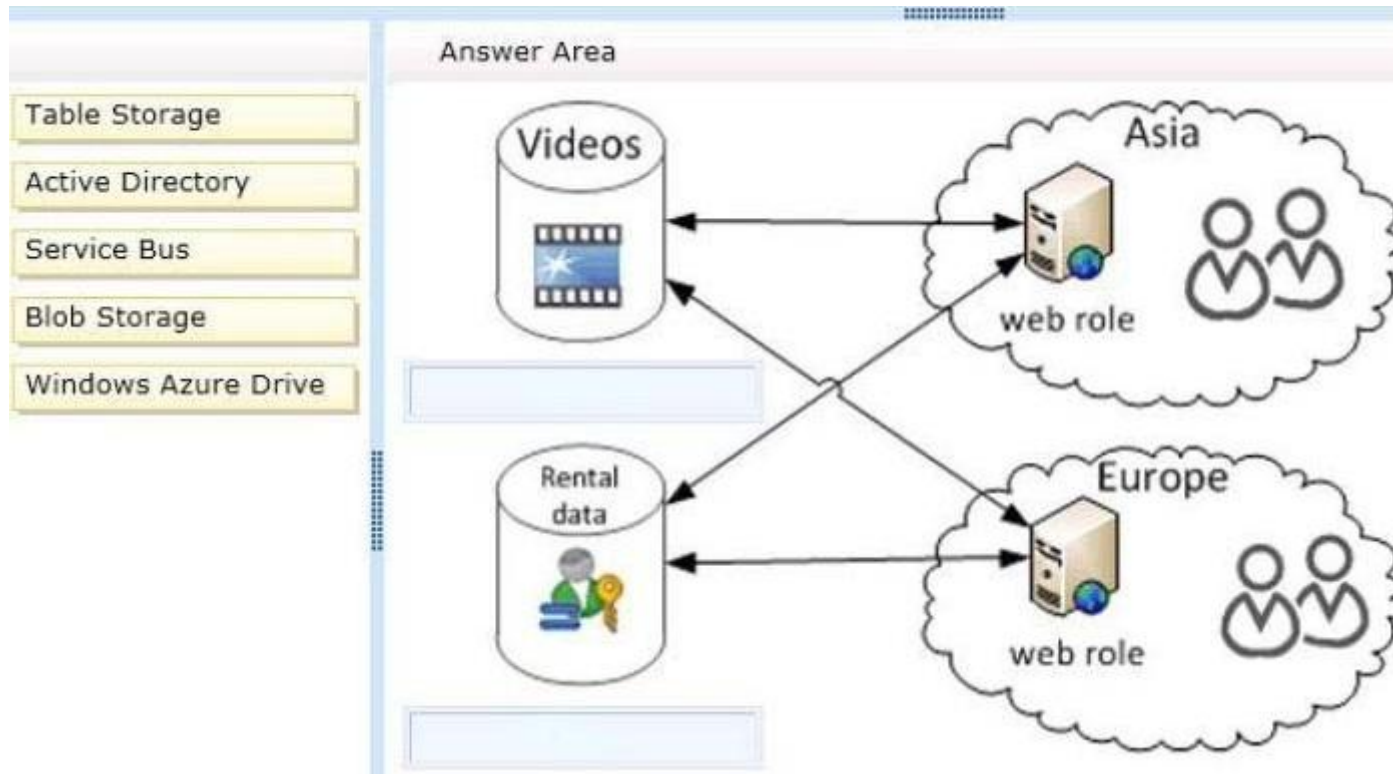 Answer Area
Table Storage
Active Directory
Service Bus
Blob Storage
Windows Azure Drive
Videos
Asia
web role
Rental
data
Europe
web role